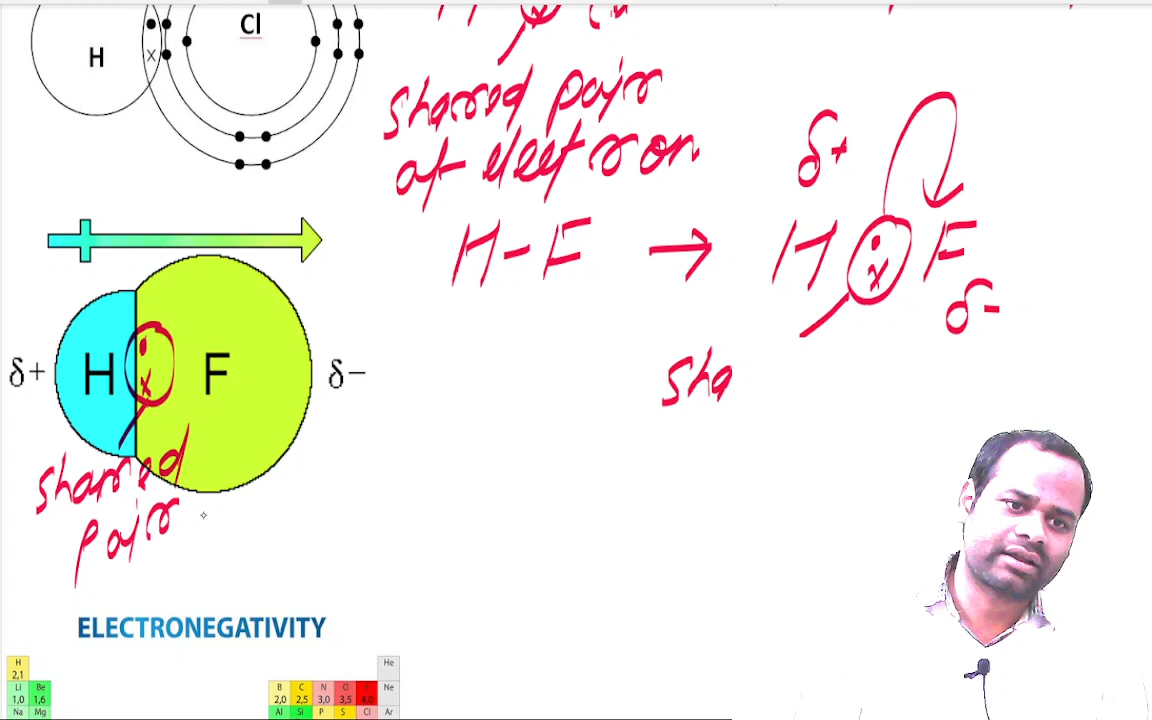 Cl
H
X
shared pair
of electron
δ+
H-F → H X F
δ-
δ+ H F δ-
x
sha
sharred
pair
ELECTRONEGATIVITY
H He
2,1
Li Be B C N O Ne
1,0 1,6 2,0 2,5 3,0 3,5 4,0
Na Mg Al Si P S Cl Ar